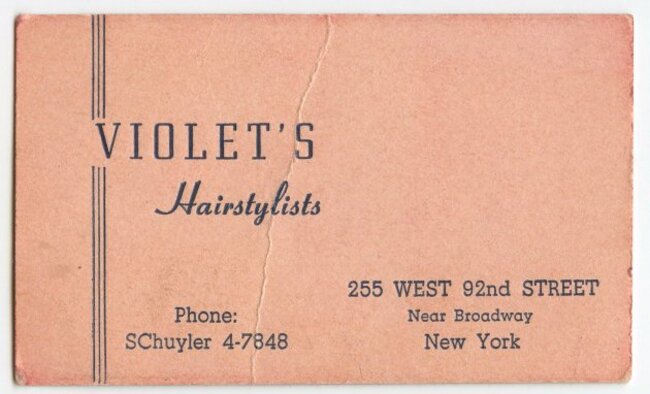 VIOLET'S
Hairstylists
Phone:
SChuyler 4-7848
255 WEST 92nd STREET
Near Broadway
New York